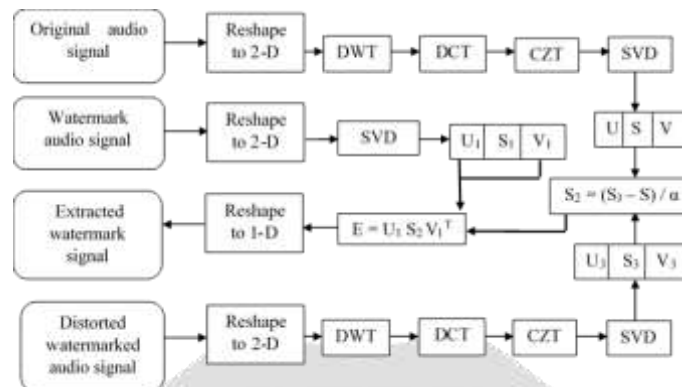 Original audio
signal
Reshape
to 2-D
DWT
DCT
CZT
SVD
Watermark
audio signal
Reshape
to 2-D
SVD
U₁ S₁ V₁
U S V
Extracted
watermark
signal
Reshape
to 1-D
E = U₁ S₂ V₁ᵀ
S₂ = (S₃ – S) / α
U₃ S₃ V₃
Distorted
watermarked
audio signal
Reshape
to 2-D
DWT
DCT
CZT
SVD